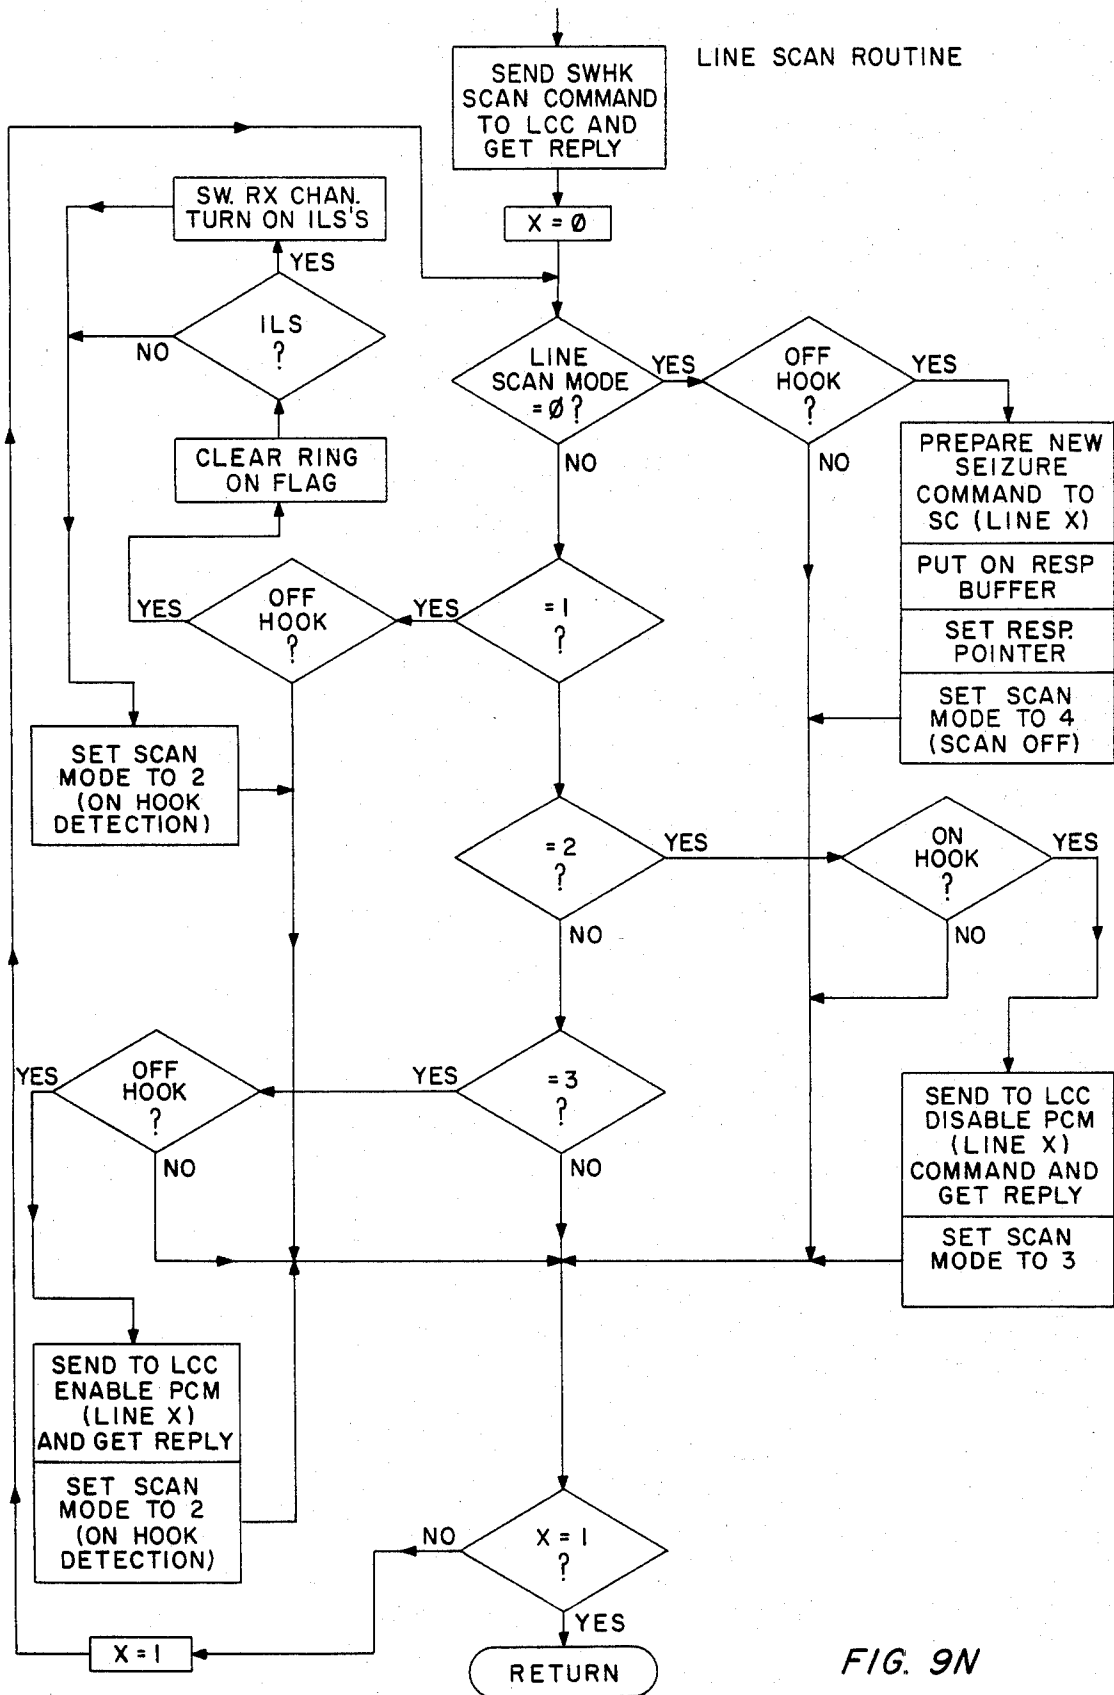 LINE SCAN ROUTINE
SEND SWHK
SCAN COMMAND
TO LCC AND
GET REPLY
X = Ø
SW. RX CHAN.
TURN ON ILS'S
YES
ILS
?
NO
CLEAR RING
ON FLAG
LINE
SCAN MODE
=Ø?
YES
NO
OFF
HOOK
?
YES
NO
PREPARE NEW
SEIZURE
COMMAND TO
SC (LINE X)
PUT ON RESP
BUFFER
SET RESP.
POINTER
SET SCAN
MODE TO 4
(SCAN OFF)
= 1
?
YES
OFF
HOOK
?
YES
SET SCAN
MODE TO 2
(ON HOOK
DETECTION)
= 2
?
YES
NO
ON
HOOK
?
YES
NO
= 3
?
YES
NO
OFF
HOOK
?
YES
NO
SEND TO LCC
DISABLE PCM
(LINE X)
COMMAND AND
GET REPLY
SET SCAN
MODE TO 3
SEND TO LCC
ENABLE PCM
(LINE X)
AND GET REPLY
SET SCAN
MODE TO 2
(ON HOOK
DETECTION)
X = 1
?
NO
YES
X = 1
RETURN
FIG. 9N